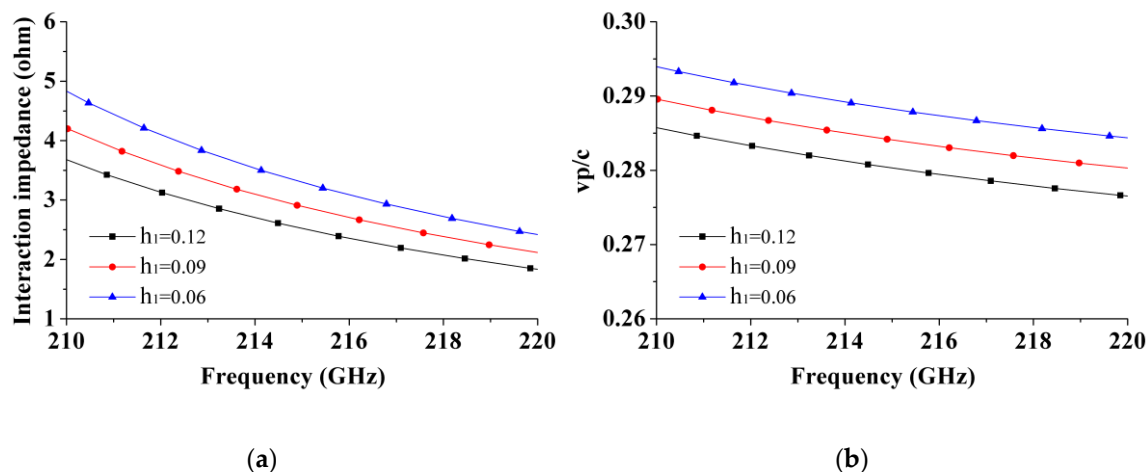 Interaction impedance (ohm)
6
5
4
3
2
1
h1=0.12
h1=0.09
h1=0.06
210 212 214 216 218 220
Frequency (GHz)
(a)
vp/c
0.30
0.29
0.28
0.27
0.26
h1=0.12
h1=0.09
h1=0.06
210 212 214 216 218 220
Frequency (GHz)
(b)